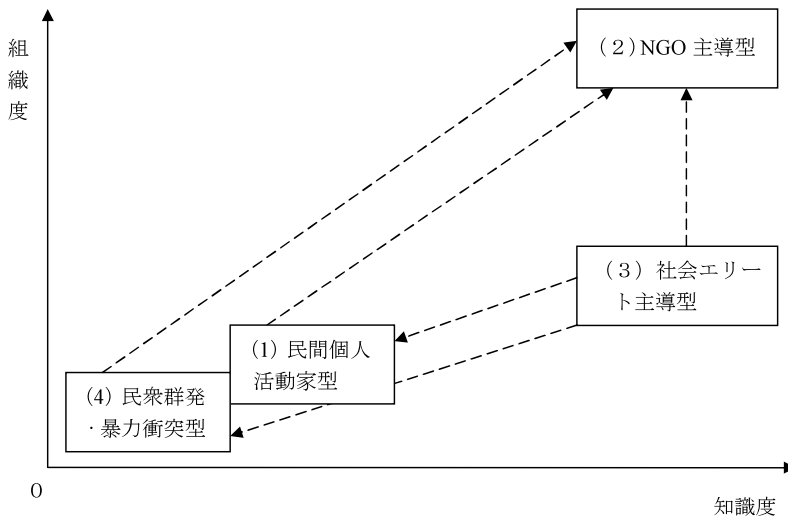 組
織
度
(２)NGO 主導型
(３) 社会エリー
ト主導型
(1) 民間個人
活動家型
(4) 民衆群発
・暴力衝突型
0
知識度